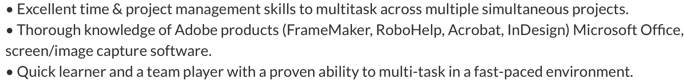 • Excellent time & project management skills to multitask across multiple simultaneous projects.
• Thorough knowledge of Adobe products (FrameMaker, RoboHelp, Acrobat, InDesign) Microsoft Office,
screen/image capture software.
• Quick learner and a team player with a proven ability to multi-task in a fast-paced environment.